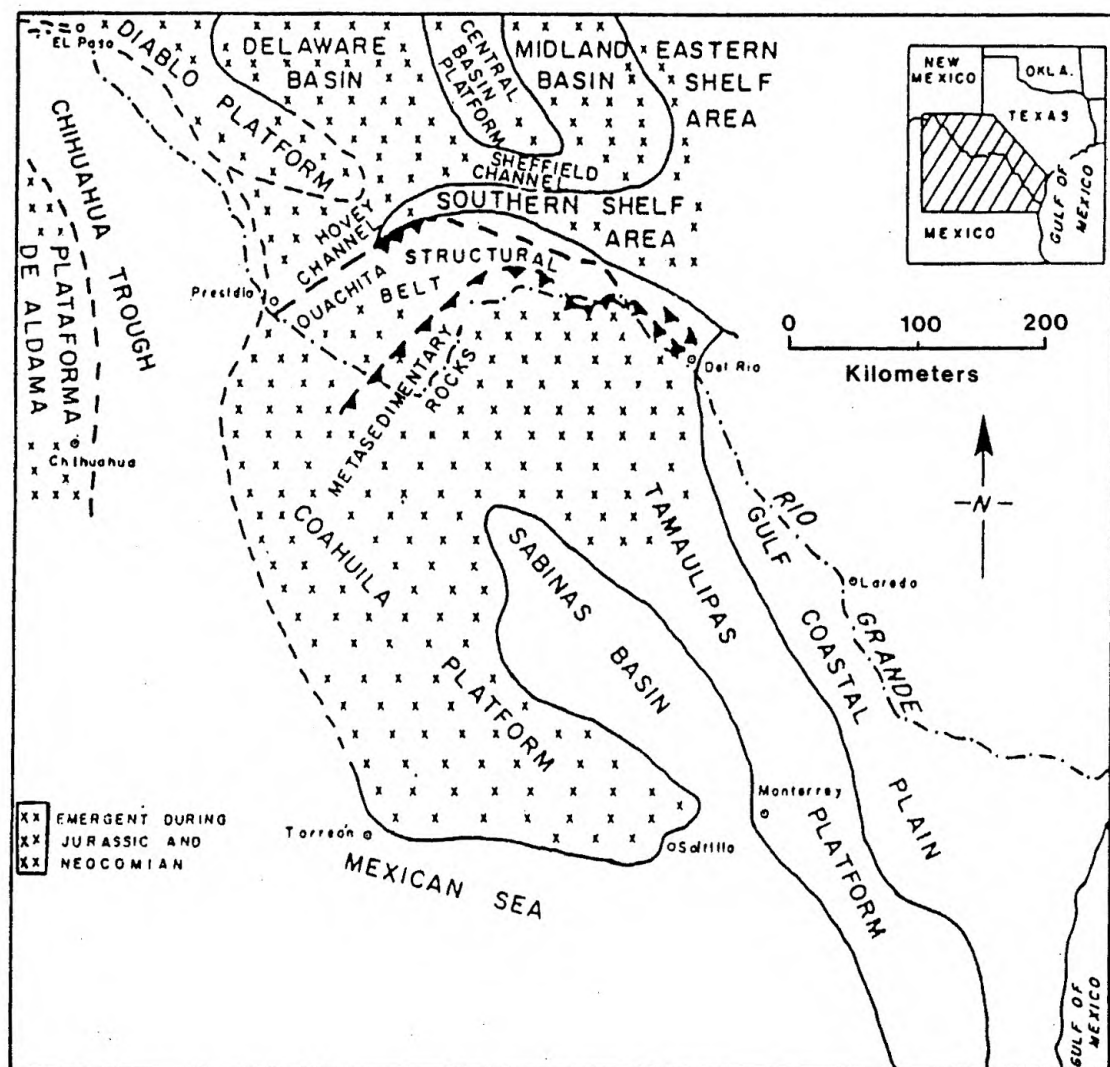 EL Paso
DIABLO
PLATFORM
DELAWARE
BASIN
CENTRAL
BASIN
PLATFORM
MIDLAND
BASIN
EASTERN
SHELF
AREA
NEW
MEXICO
OKLA.
TEXAS
GULF OF
MEXICO
MEXICO
CHIHUAHUA TROUGH
SHEFFIELD
CHANNEL
SOUTHERN SHELF
AREA
HOVEY
CHANNEL
STRUCTURAL
OUACHITA
BELT
Presidio
PLATAFORMA
DE ALDAMA
Chihuahua
METASEDIMENTARY
ROCKS
Del Rio
0 100 200
Kilometers
N
COAHUILA
PLATFORM
SABINAS
BASIN
TAMAULIPAS
PLATFORM
RIO
GRANDE
GULF
COASTAL
PLAIN
Laredo
Monterrey
Saltillo
Torreón
MEXICAN SEA
xx EMERGENT DURING
xx JURASSIC AND
xx NEOCOMIAN
GULF OF
MEXICO